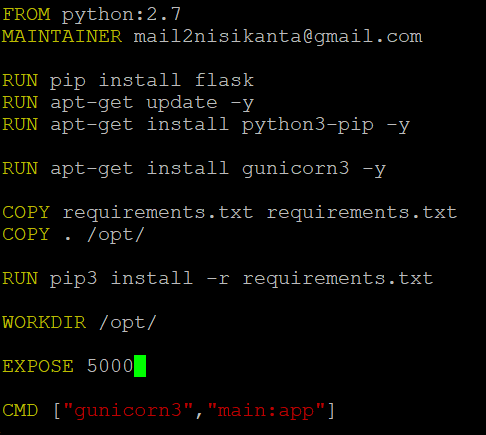 FROM python:2.7
MAINTAINER mail2nisikanta@gmail.com
RUN pip install flask
RUN apt-get update -y
RUN apt-get install python3-pip -y
RUN apt-get install gunicorn3 -y
COPY requirements.txt requirements.txt
COPY . /opt/
RUN pip3 install -r requirements.txt
WORKDIR /opt/
EXPOSE 5000
CMD ["gunicorn3","main:app"]